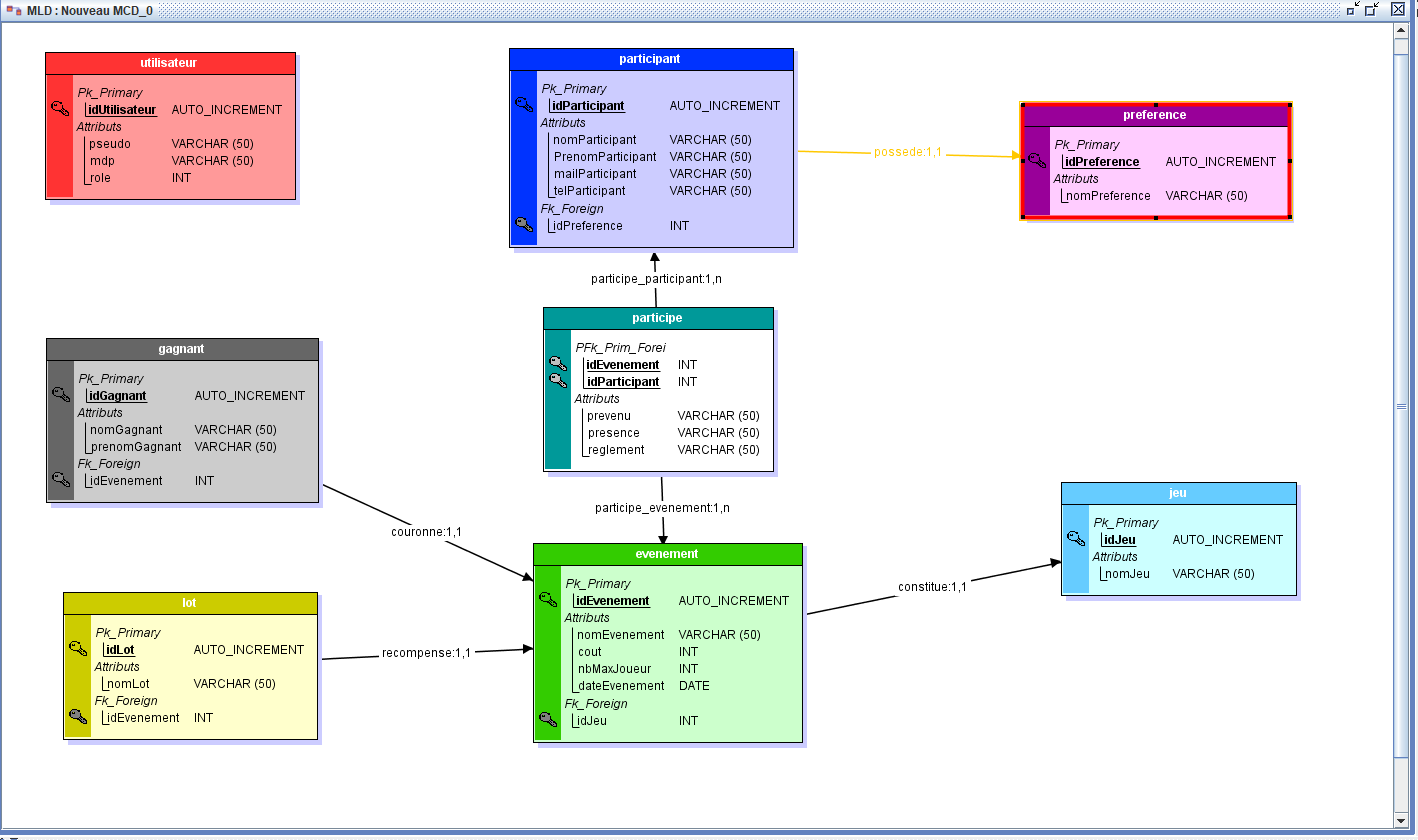 MLD : Nouveau MCD_0
utilisateur
Pk_Primary
idUtilisateur AUTO_INCREMENT
Attributs
pseudo VARCHAR (50)
mdp VARCHAR (50)
role INT
participant
Pk_Primary
idParticipant AUTO_INCREMENT
Attributs
nomParticipant VARCHAR (50)
PrenomParticipant VARCHAR (50)
mailParticipant VARCHAR (50)
telParticipant VARCHAR (50)
Fk_Foreign
idPreference INT
possede:1,1
preference
Pk_Primary
idPreference AUTO_INCREMENT
Attributs
nomPreference VARCHAR (50)
participe_participant:1,n
participe
PFk_Prim_Forei
idEvenement INT
idParticipant INT
Attributs
prevenu VARCHAR (50)
presence VARCHAR (50)
reglement VARCHAR (50)
gagnant
Pk_Primary
idGagnant AUTO_INCREMENT
Attributs
nomGagnant VARCHAR (50)
prenomGagnant VARCHAR (50)
Fk_Foreign
idEvenement INT
participe_evenement:1,n
couronne:1,1
jeu
Pk_Primary
idJeu AUTO_INCREMENT
Attributs
nomJeu VARCHAR (50)
evenement
Pk_Primary
idEvenement AUTO_INCREMENT
Attributs
nomEvenement VARCHAR (50)
cout INT
nbMaxJoueur INT
dateEvenement DATE
Fk_Foreign
idJeu INT
constitue:1,1
lot
Pk_Primary
idLot AUTO_INCREMENT
Attributs
nomLot VARCHAR (50)
Fk_Foreign
idEvenement INT
recompense:1,1